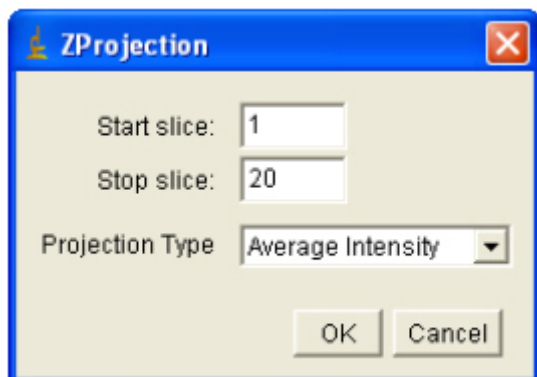 ZProjection
Start slice: 1
Stop slice: 20
Projection Type Average Intensity
OK Cancel